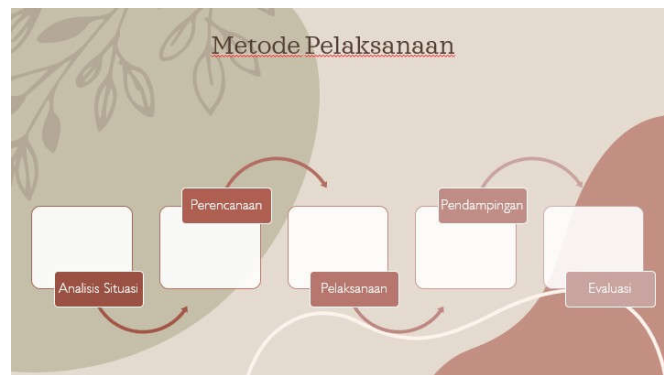 Metode Pelaksanaan
Analisis Situasi
Perencanaan
Pelaksanaan
Pendampingan
Evaluasi